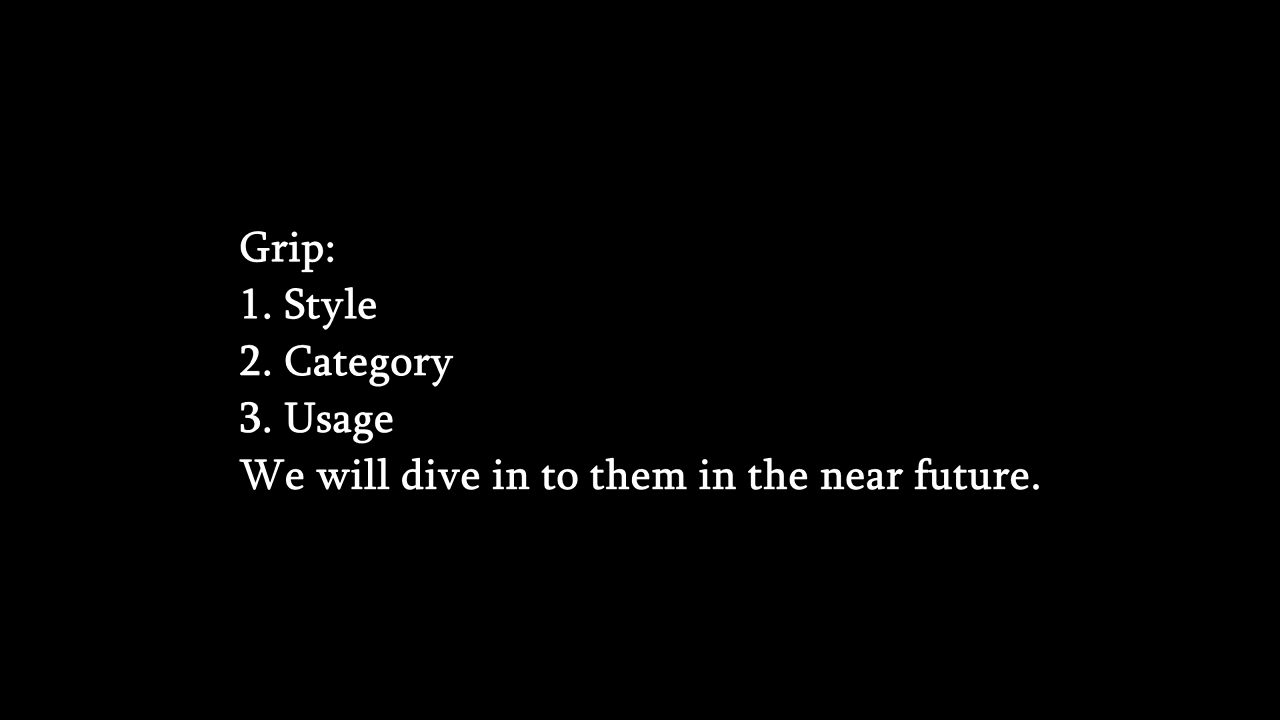 Grip:
1. Style
2. Category
3. Usage
We will dive in to them in the near future.